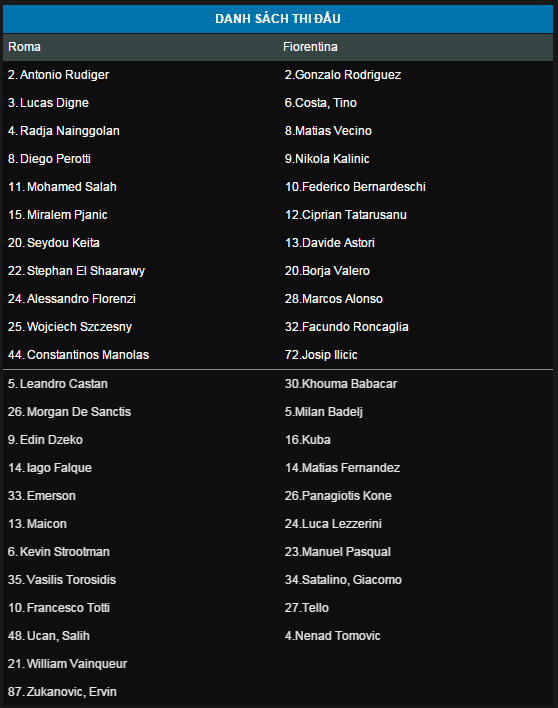 DANH SÁCH THI ĐẤU
Roma Fiorentina
2. Antonio Rudiger 2.Gonzalo Rodriguez
3. Lucas Digne 6.Costa, Tino
4. Radja Nainggolan 8.Matias Vecino
8. Diego Perotti 9.Nikola Kalinic
11. Mohamed Salah 10.Federico Bernardeschi
15. Miralem Pjanic 12.Ciprian Tatarusanu
20. Seydou Keita 13.Davide Astori
22. Stephan El Shaarawy 20.Borja Valero
24. Alessandro Florenzi 28.Marcos Alonso
25. Wojciech Szczesny 32.Facundo Roncaglia
44. Constantinos Manolas 72.Josip Ilicic
5. Leandro Castan 30.Khouma Babacar
26. Morgan De Sanctis 5.Milan Badelj
9. Edin Dzeko 16.Kuba
14. Iago Falque 14.Matias Fernandez
33. Emerson 26.Panagiotis Kone
13. Maicon 24.Luca Lezzerini
6. Kevin Strootman 23.Manuel Pasqual
35. Vasilis Torosidis 34.Satalino, Giacomo
10. Francesco Totti 27.Tello
48. Ucan, Salih 4.Nenad Tomovic
21. William Vainqueur
87. Zukanovic, Ervin